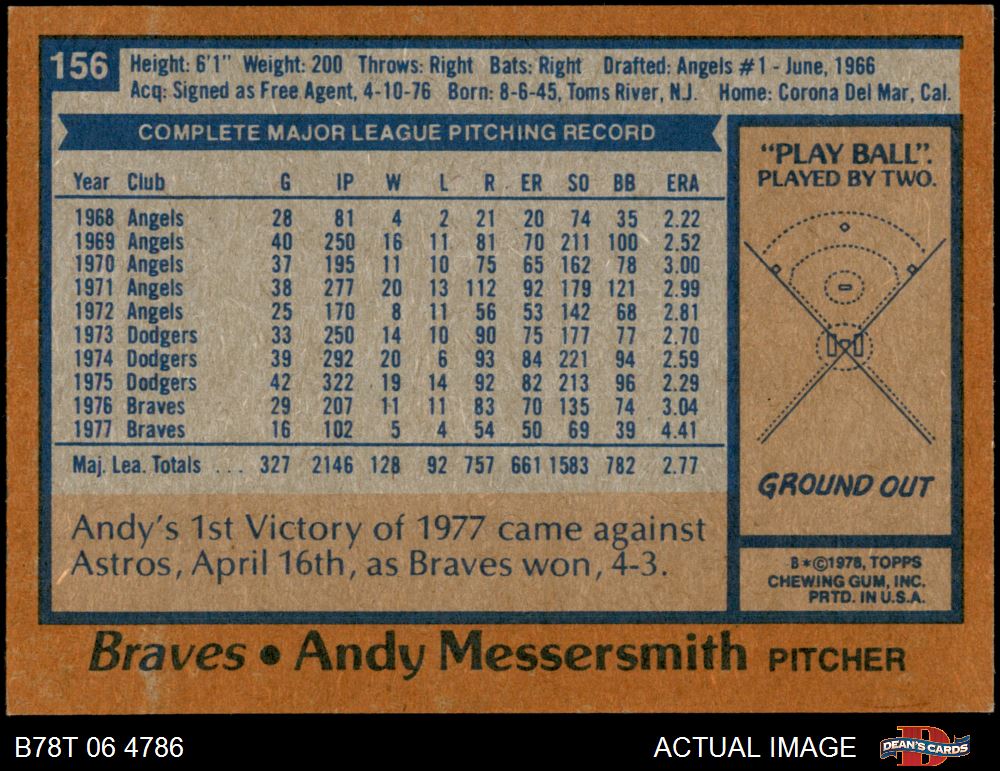 156
Height: 6'1" Weight: 200 Throws: Right Bats: Right Drafted: Angels #1 - June, 1966
Acq: Signed as Free Agent, 4-10-76 Born: 8-6-45, Toms River, N.J. Home: Corona Del Mar, Cal.
COMPLETE MAJOR LEAGUE PITCHING RECORD
Year Club G IP W L R ER SO BB ERA
1968 Angels 28 81 4 2 21 20 74 35 2.22
1969 Angels 40 250 16 11 81 70 211 100 2.52
1970 Angels 37 195 11 10 75 65 162 78 3.00
1971 Angels 38 277 20 13 112 92 179 121 2.99
1972 Angels 25 170 8 11 56 53 142 68 2.81
1973 Dodgers 33 250 14 10 90 75 177 77 2.70
1974 Dodgers 39 292 20 6 93 84 221 94 2.59
1975 Dodgers 42 322 19 14 92 82 213 96 2.29
1976 Braves 29 207 11 11 83 70 135 74 3.04
1977 Braves 16 102 5 4 54 50 69 39 4.41
Maj. Lea. Totals ... 327 2146 128 92 757 661 1583 782 2.77
Andy's 1st Victory of 1977 came against
Astros, April 16th, as Braves won, 4-3.
"PLAY BALL".
PLAYED BY TWO.
GROUND OUT
B*©1978, TOPPS
CHEWING GUM, INC.
PRTD. IN U.S.A.
Braves • Andy Messersmith PITCHER
B78T 06 4786
ACTUAL IMAGE
D
DEAN'S CARDS